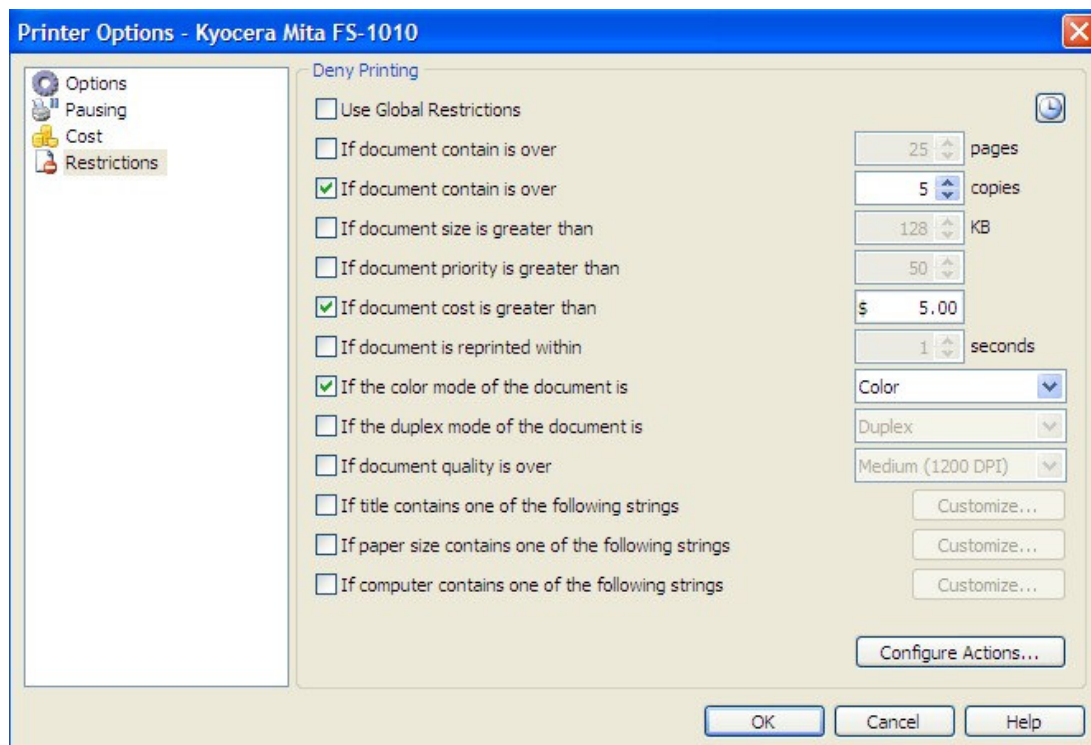 Printer Options - Kyocera Mita FS-1010
Options
Pausing
Cost
Restrictions
Deny Printing
Use Global Restrictions
If document contain is over 25 pages
If document contain is over 5 copies
If document size is greater than 128 KB
If document priority is greater than 50
If document cost is greater than $ 5.00
If document is reprinted within 1 seconds
If the color mode of the document is Color
If the duplex mode of the document is Duplex
If document quality is over Medium (1200 DPI)
If title contains one of the following strings Customize...
If paper size contains one of the following strings Customize...
If computer contains one of the following strings Customize...
Configure Actions...
OK Cancel Help